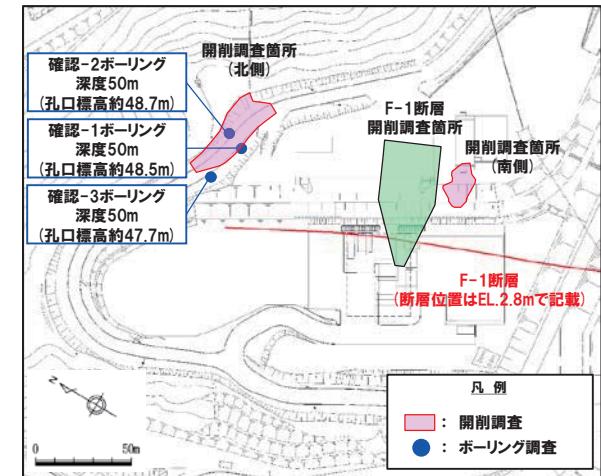 開削調査箇所
(北側)
確認-2ボーリング
深度50m
(孔口標高約48.7m)
確認-1ボーリング
深度50m
(孔口標高約48.5m)
確認-3ボーリング
深度50m
(孔口標高約47.7m)
F-1断層
開削調査箇所
開削調査箇所
(南側)
F-1断層
(断層位置はEL.2.8mで記載)
N
0 50m
凡 例
: 開削調査
: ボーリング調査